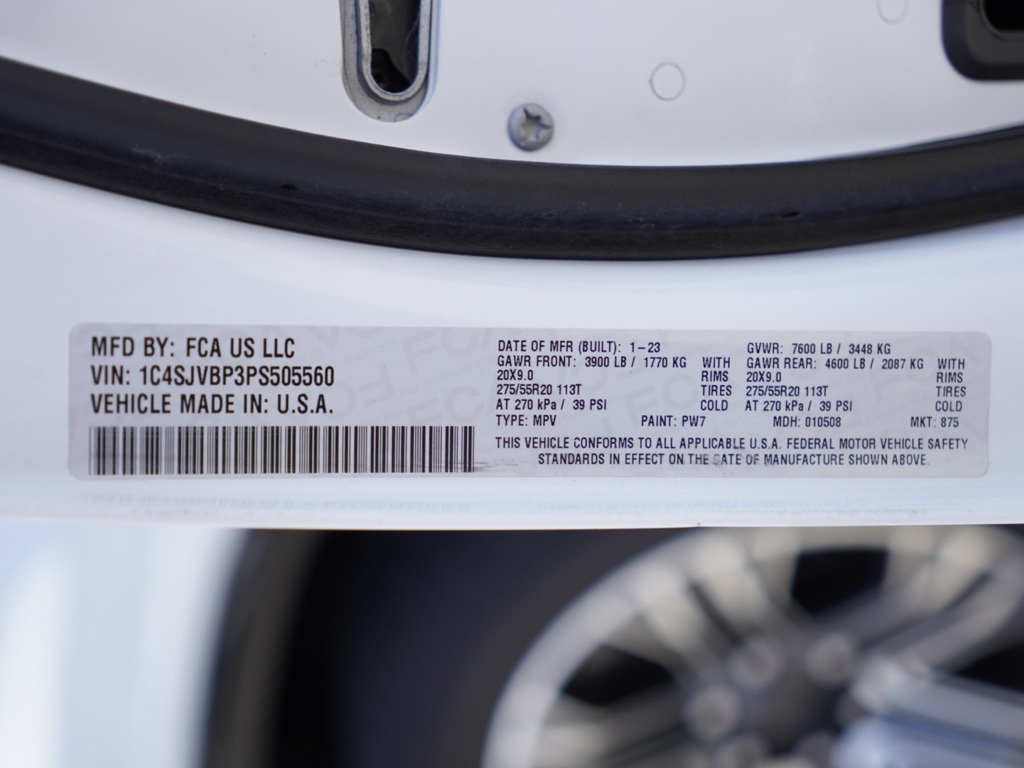 MFD BY: FCA US LLC
VIN: 1C4SJVBP3PS505560
VEHICLE MADE IN: U.S.A.
DATE OF MFR (BUILT): 1-23 GVWR: 7600 LB / 3448 KG
GAWR FRONT: 3900 LB / 1770 KG WITH GAWR REAR: 4600 LB / 2087 KG WITH
20X9.0 RIMS 20X9.0 RIMS
275/55R20 113T TIRES 275/55R20 113T TIRES
AT 270 kPa / 39 PSI COLD AT 270 kPa / 39 PSI COLD
TYPE: MPV PAINT: PW7 MDH: 010508 MKT: 875
THIS VEHICLE CONFORMS TO ALL APPLICABLE U.S.A. FEDERAL MOTOR VEHICLE SAFETY
STANDARDS IN EFFECT ON THE DATE OF MANUFACTURE SHOWN ABOVE.